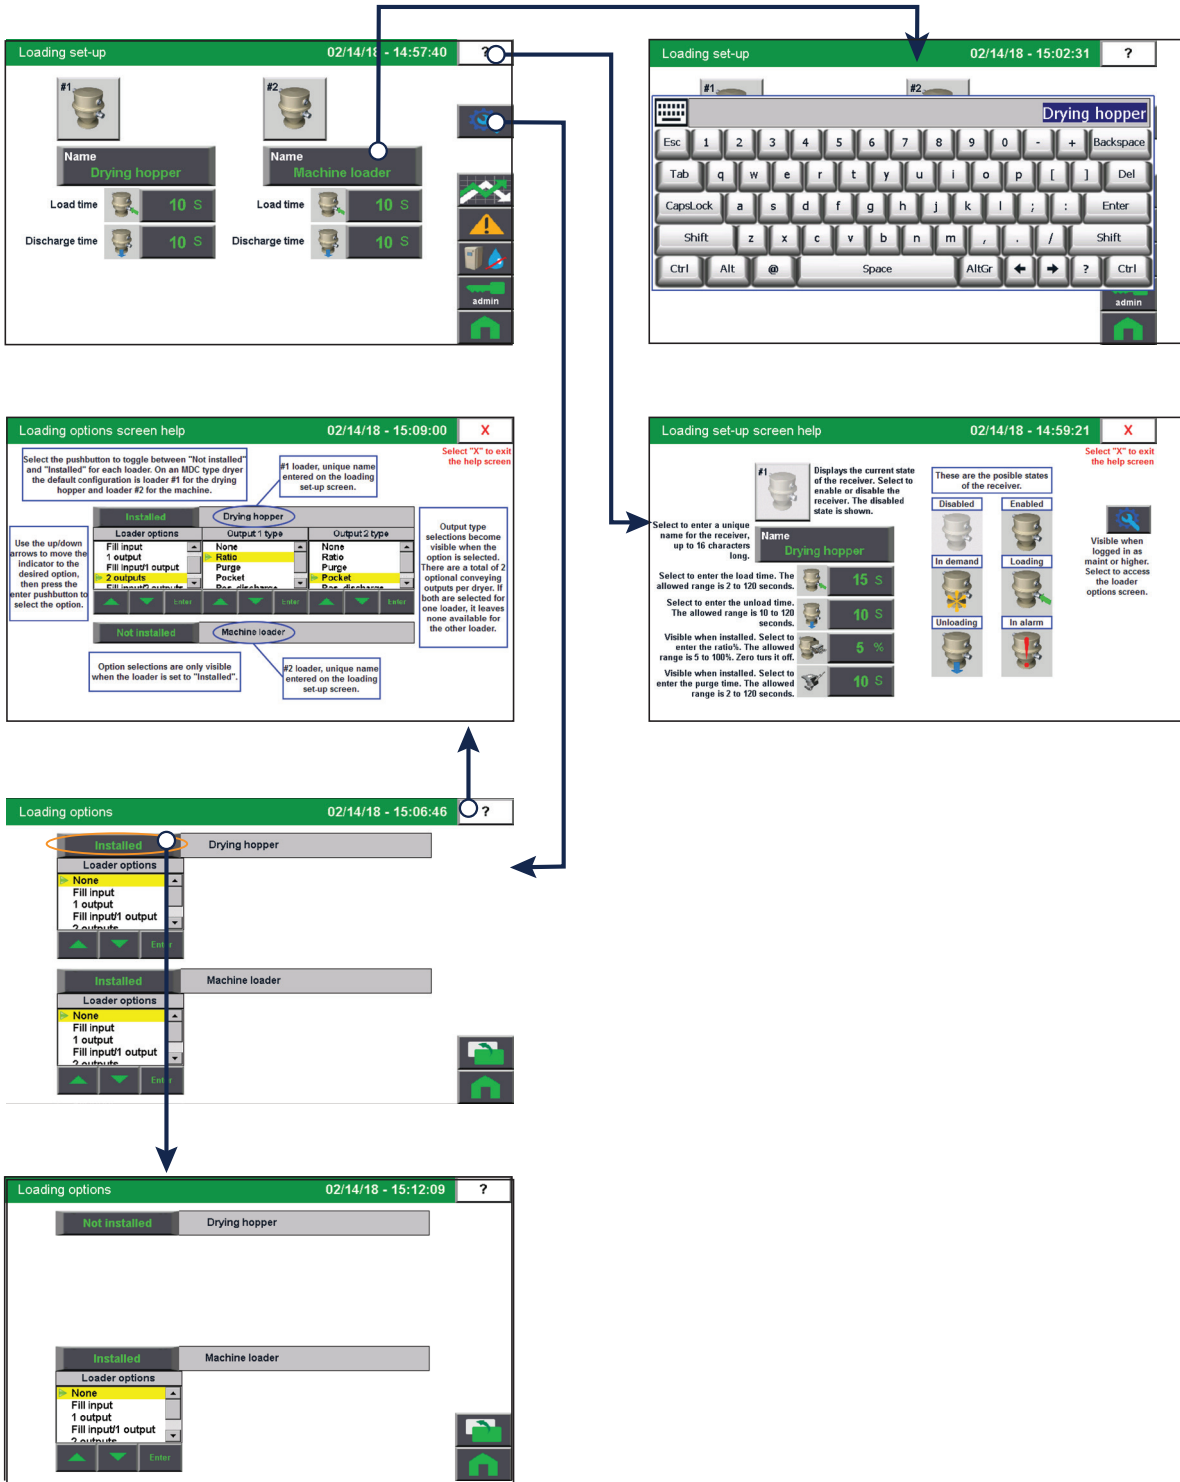 Loading set-up
02/14/18 - 14:57:40
?
#1
#2
Name
Drying hopper
Name
Machine loader
Load time
10 S
Load time
10 S
Discharge time
10 S
Discharge time
10 S
admin
Loading set-up
02/14/18 - 15:02:31
?
#1
#2
Drying hopper
Esc 1 2 3 4 5 6 7 8 9 0 - + Backspace
Tab q w e r t y u i o p [ ] Del
CapsLock a s d f g h j k l ; : Enter
Shift z x c v b n m , . / Shift
Ctrl Alt @ Space AltGr ? Ctrl
admin
Loading options screen help
02/14/18 - 15:09:00
X
Select "X" to exit
the help screen
Select the pushbutton to toggle between "Not installed"
and "Installed" for each loader. On an MDC type dryer
the default configuration is loader #1 for the drying
hopper and loader #2 for the machine.
#1 loader, unique name
entered on the loading
set-up screen.
Installed
Drying hopper
Loader options
Output 1 type
Output 2 type
Fill input
1 output
Fill input/1 output
2 outputs
Fill input/2 outputs
None
Ratio
Purge
Pocket
Pos. discharge
None
Ratio
Purge
Pocket
Pos. discharge
Enter
Enter
Enter
Use the up/down
arrows to move the
indicator to the
desired option,
then press the
enter pushbutton to
select the option.
Output type
selections become
visible when the
option is selected.
There are a total of 2
optional conveying
outputs per dryer. If
both are selected for
one loader, it leaves
none available for
the other loader.
Not installed
Machine loader
Option selections are only visible
when the loader is set to "Installed".
#2 loader, unique name
entered on the loading
set-up screen.
Loading set-up screen help
02/14/18 - 14:59:21
X
Select "X" to exit
the help screen
#1
Displays the current state
of the receiver. Select to
enable or disable the
receiver. The disabled
state is shown.
Select to enter a unique
name for the receiver,
up to 16 characters
long.
Name
Drying hopper
Select to enter the load time. The
allowed range is 2 to 120 seconds.
15 S
Select to enter the unload time.
The allowed range is 10 to 120
seconds.
10 S
Visible when installed. Select to
enter the ratio%. The allowed
range is 5 to 100%. Zero turs it off.
5 %
Visible when installed. Select to
enter the purge time. The allowed
range is 2 to 120 seconds.
10 S
These are the posible states
of the receiver.
Disabled
Enabled
In demand
Loading
Unloading
In alarm
Visible when
logged in as
maint or higher.
Select to access
the loader
options screen.
Loading options
02/14/18 - 15:06:46
?
Installed
Drying hopper
Loader options
None
Fill input
1 output
Fill input/1 output
2 outputs
Enter
Installed
Machine loader
Loader options
None
Fill input
1 output
Fill input/1 output
2 outputs
Enter
Loading options
02/14/18 - 15:12:09
?
Not installed
Drying hopper
Installed
Machine loader
Loader options
None
Fill input
1 output
Fill input/1 output
2 outputs
Enter